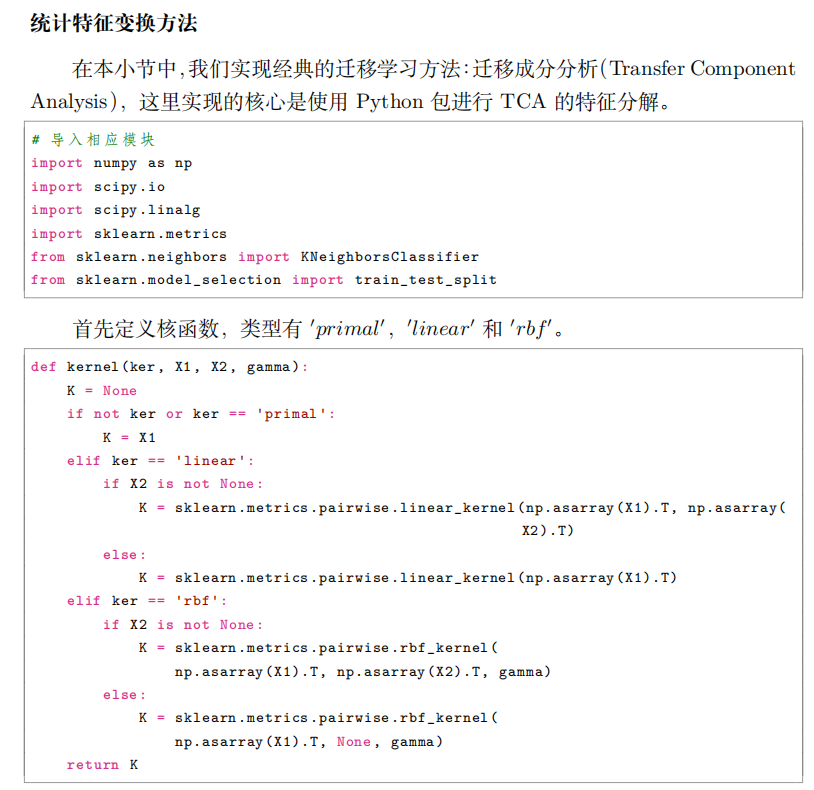 统计特征变换方法
在本小节中,我们实现经典的迁移学习方法:迁移成分分析(Transfer Component
Analysis)，这里实现的核心是使用 Python 包进行 TCA 的特征分解。
# 导入相应模块
import numpy as np
import scipy.io
import scipy.linalg
import sklearn.metrics
from sklearn.neighbors import KNeighborsClassifier
from sklearn.model_selection import train_test_split
首先定义核函数，类型有 'primal'，'linear' 和 'rbf'。
def kernel(ker, X1, X2, gamma):
    K = None
    if not ker or ker == 'primal':
        K = X1
    elif ker == 'linear':
        if X2 is not None:
            K = sklearn.metrics.pairwise.linear_kernel(np.asarray(X1).T, np.asarray(
                                                      X2).T)
        else:
            K = sklearn.metrics.pairwise.linear_kernel(np.asarray(X1).T)
    elif ker == 'rbf':
        if X2 is not None:
            K = sklearn.metrics.pairwise.rbf_kernel(
                np.asarray(X1).T, np.asarray(X2).T, gamma)
        else:
            K = sklearn.metrics.pairwise.rbf_kernel(
                np.asarray(X1).T, None, gamma)
    return K